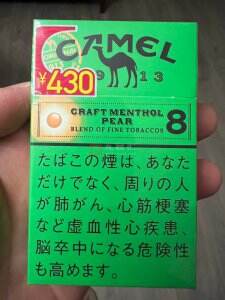 CAMEL
¥430
1913
CRAFT MENTHOL
PEAR
8
BLEND OF FINE TOBACCOS
たばこの煙は、あなた
だけでなく、周りの人
が肺がん、心筋梗塞
など虚血性心疾患、
脳卒中になる危険性
も高めます。